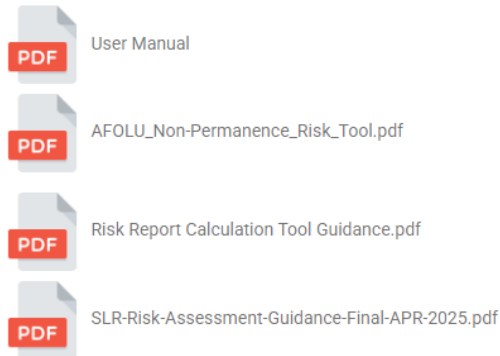 PDF User Manual
PDF AFOLU_Non-Permanence_Risk_Tool.pdf
PDF Risk Report Calculation Tool Guidance.pdf
PDF SLR-Risk-Assessment-Guidance-Final-APR-2025.pdf